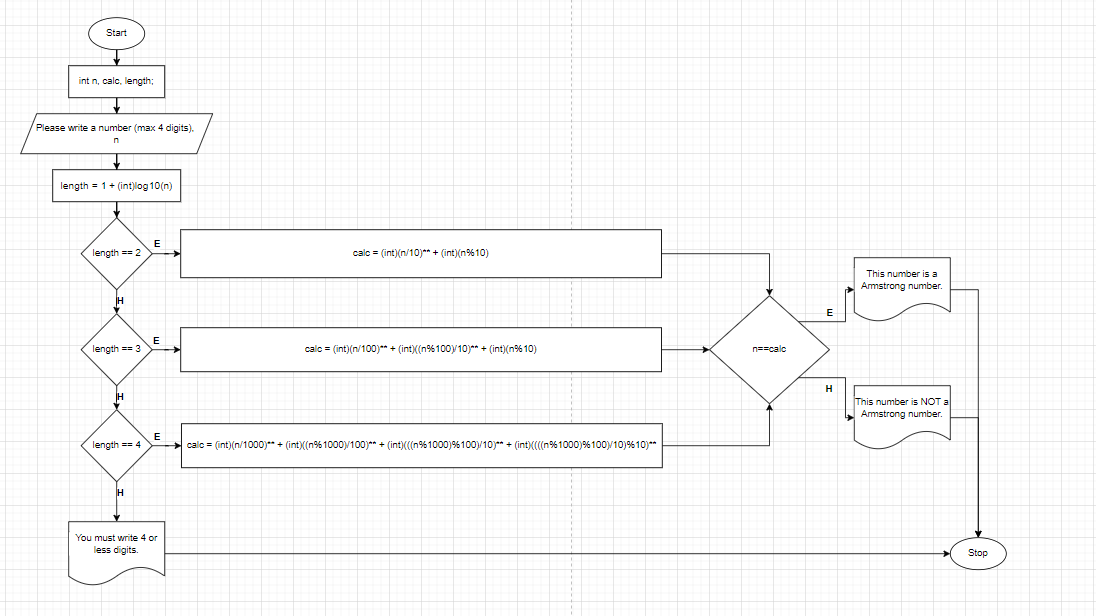 Start
int n, calc, length;
Please write a number (max 4 digits),
n
length = 1 + (int)log10(n)
length == 2
E
calc = (int)(n/10)** + (int)(n%10)
H
This number is a
Armstrong number.
E
length == 3
E
calc = (int)(n/100)** + (int)((n%100)/10)** + (int)(n%10)
n==calc
H
H
This number is NOT a
Armstrong number.
length == 4
E
calc = (int)(n/1000)** + (int)((n%1000)/100)** + (int)(((n%1000)%100)/10)** + (int)((((n%1000)%100)/10)%10)**
H
You must write 4 or
less digits.
Stop